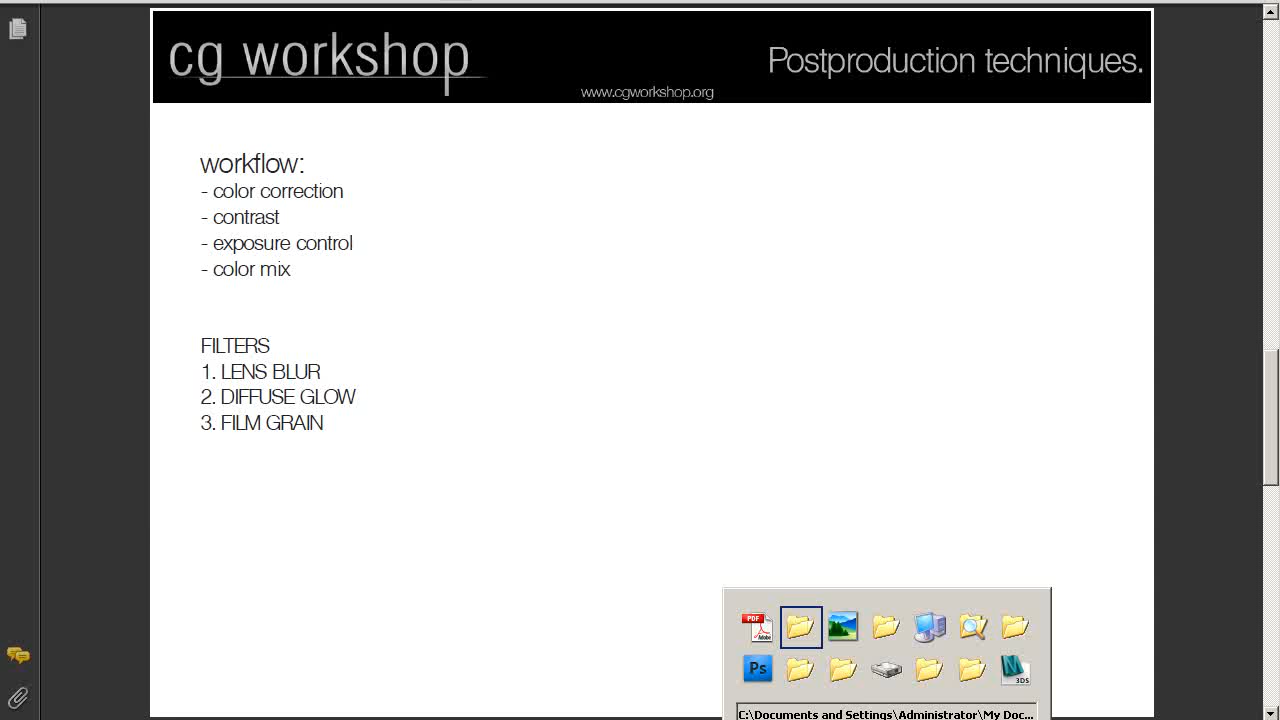 cg workshop
Postproduction techniques.
www.cgworkshop.org
workflow:
- color correction
- contrast
- exposure control
- color mix
FILTERS
1. LENS BLUR
2. DIFFUSE GLOW
3. FILM GRAIN
PDF
Adobe
Ps
3DS
C:\Documents and Settings\Administrator\My Doc...